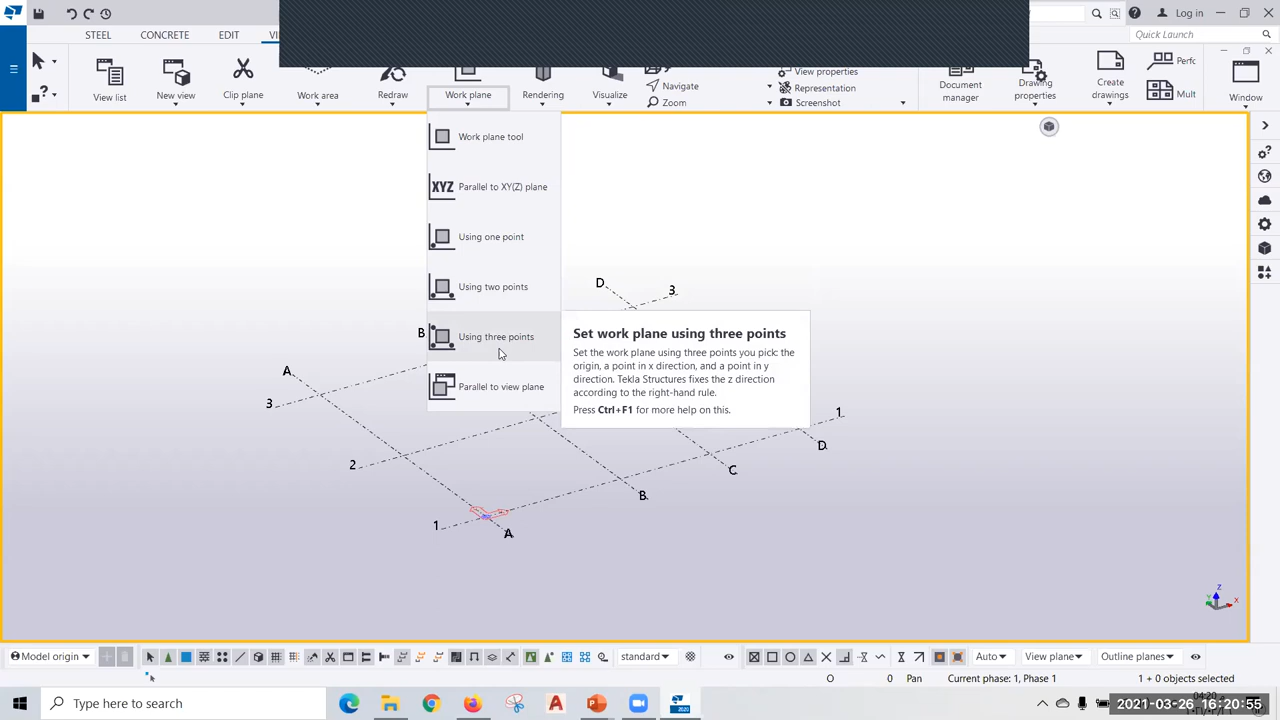 Log in
STEEL
CONCRETE
EDIT
Quick Launch
View list
New view
Clip plane
Work area
Redraw
Work plane
Rendering
Visualize
Navigate
Zoom
View properties
Representation
Screenshot
Document manager
Drawing properties
Create drawings
Perfc
Mult
Window
Work plane tool
XYZ Parallel to XY(Z) plane
Using one point
Using two points
Using three points
Parallel to view plane
Set work plane using three points
Set the work plane using three points you pick: the
origin, a point in x direction, and a point in y
direction. Tekla Structures fixes the z direction
according to the right-hand rule.
Press Ctrl+F1 for more help on this.
D
3
B
A
3
1
D
2
C
B
1
A
Z
Y
X
Model origin
standard
Auto
View plane
Outline planes
O
0
Pan
Current phase: 1, Phase 1
1 + 0 objects selected
Type here to search
2020
2021-03-26 16:20:55